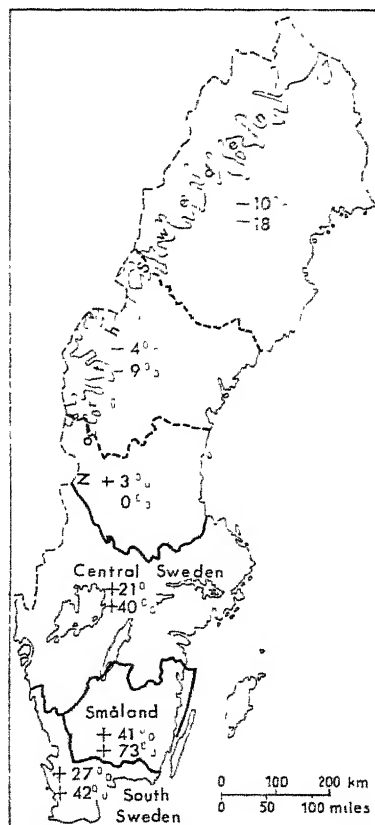 -10%
-18
-4%
-9%
N
+3%
0%
Central Sweden
+21%
+40%
Småland
+41%
+73%
+27%
+42%
South
Sweden
0 100 200 km
0 50 100 miles